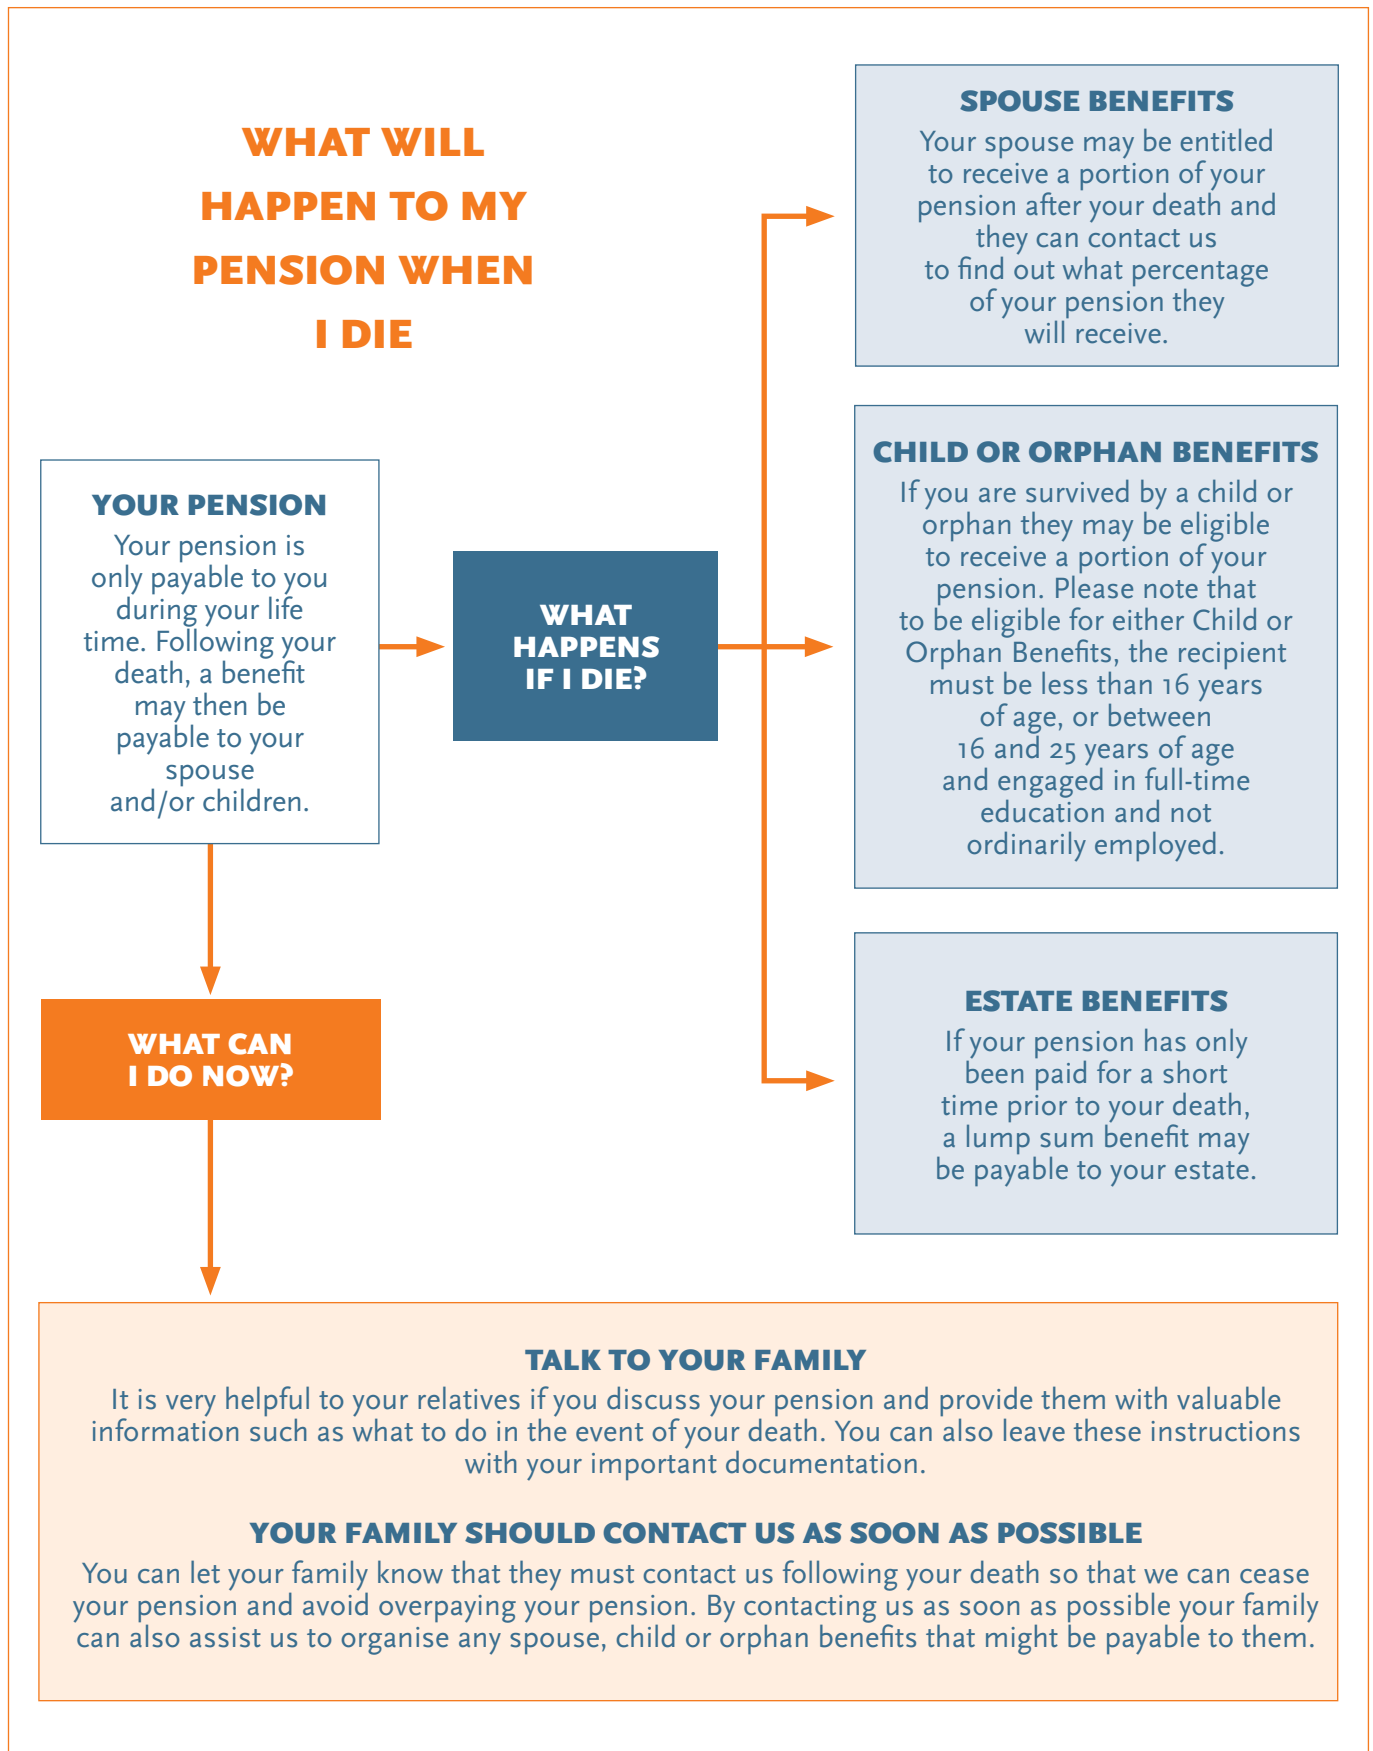 WHAT WILL
HAPPEN TO MY
PENSION WHEN
I DIE
YOUR PENSION
Your pension is
only payable to you
during your life
time. Following your
death, a benefit
may then be
payable to your
spouse
and/or children.
WHAT
HAPPENS
IF I DIE?
SPOUSE BENEFITS
Your spouse may be entitled
to receive a portion of your
pension after your death and
they can contact us
to find out what percentage
of your pension they
will receive.
CHILD OR ORPHAN BENEFITS
If you are survived by a child or
orphan they may be eligible
to receive a portion of your
pension. Please note that
to be eligible for either Child or
Orphan Benefits, the recipient
must be less than 16 years
of age, or between
16 and 25 years of age
and engaged in full-time
education and not
ordinarily employed.
ESTATE BENEFITS
If your pension has only
been paid for a short
time prior to your death,
a lump sum benefit may
be payable to your estate.
WHAT CAN
I DO NOW?
TALK TO YOUR FAMILY
It is very helpful to your relatives if you discuss your pension and provide them with valuable
information such as what to do in the event of your death. You can also leave these instructions
with your important documentation.
YOUR FAMILY SHOULD CONTACT US AS SOON AS POSSIBLE
You can let your family know that they must contact us following your death so that we can cease
your pension and avoid overpaying your pension. By contacting us as soon as possible your family
can also assist us to organise any spouse, child or orphan benefits that might be payable to them.